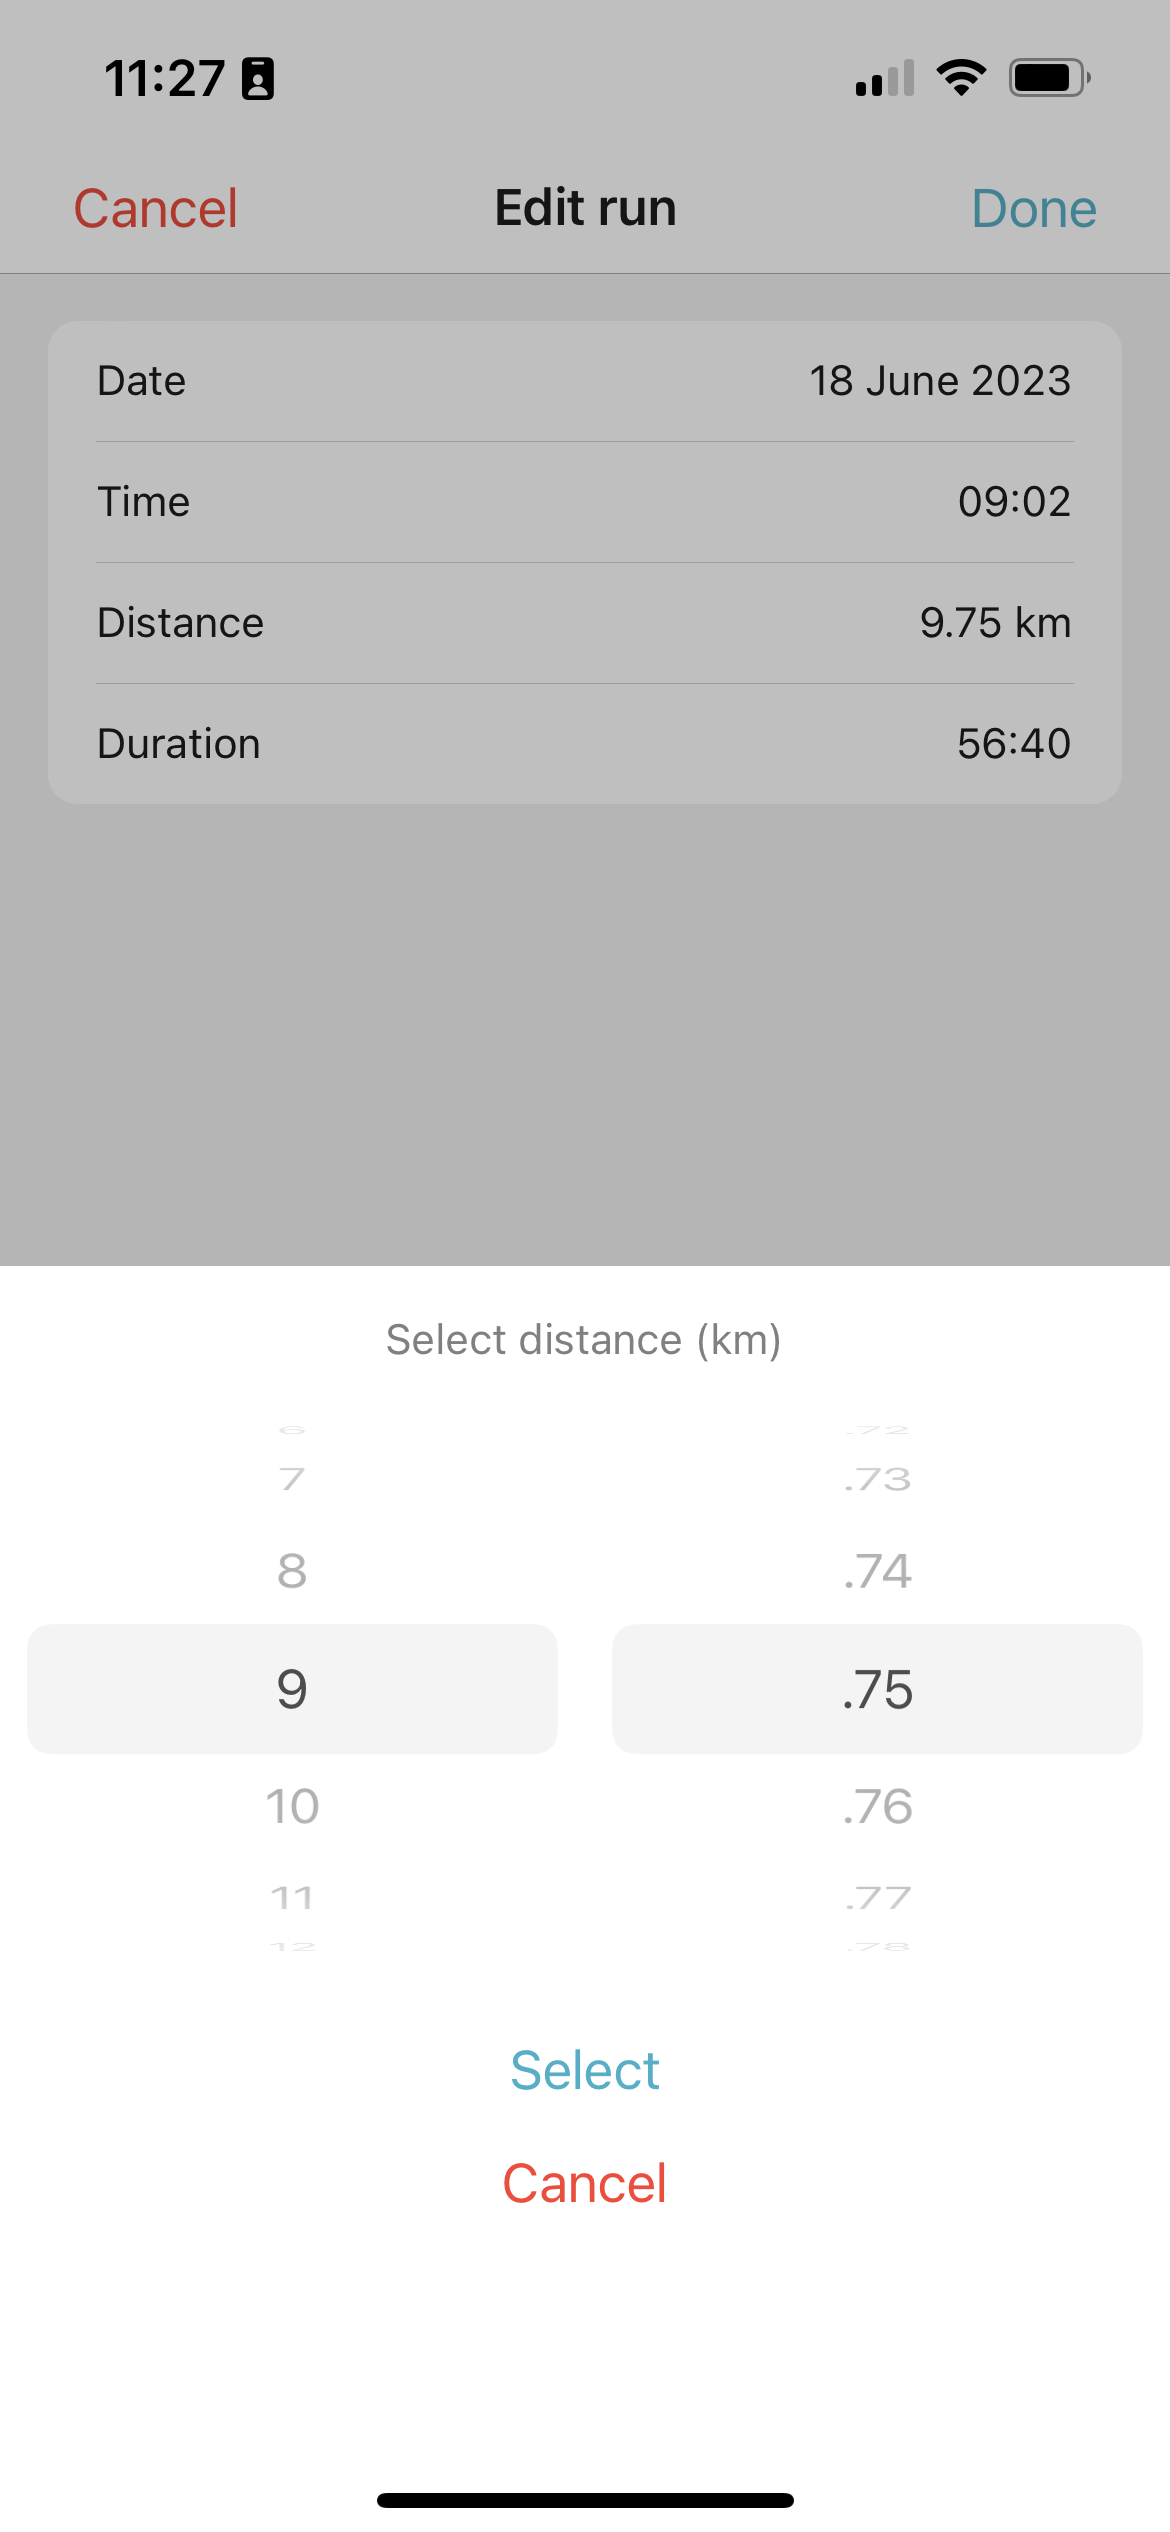 11:27
Cancel Edit run Done
Date 18 June 2023
Time 09:02
Distance 9.75 km
Duration 56:40
Select distance (km)
6 .72
7 .73
8 .74
9 .75
10 .76
11 .77
12 .78
Select
Cancel